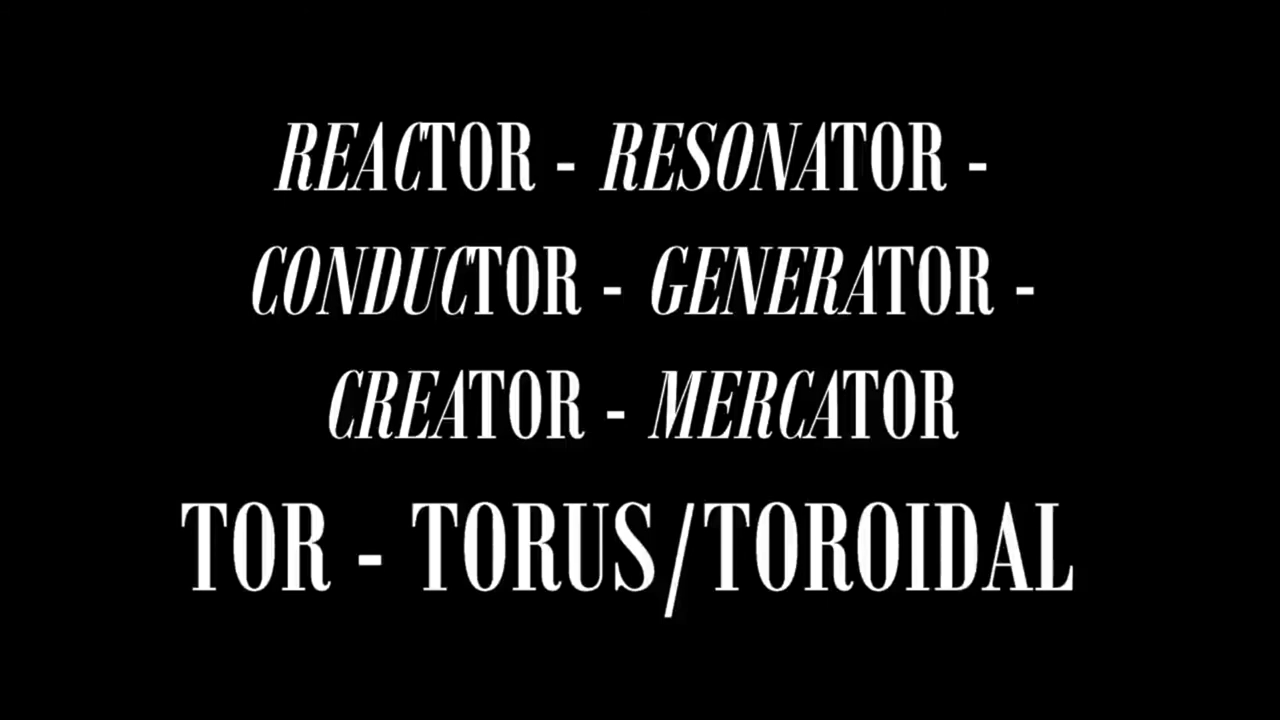 REACTOR - RESONATOR -
CONDUCTOR - GENERATOR -
CREATOR - MERCATOR
TOR - TORUS/TOROIDAL